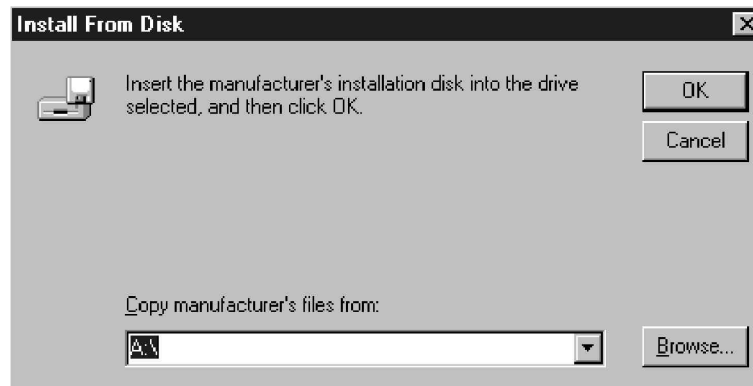 Install From Disk
Insert the manufacturer's installation disk into the drive
selected, and then click OK.
OK
Cancel
Copy manufacturer's files from:
A:\
Browse...